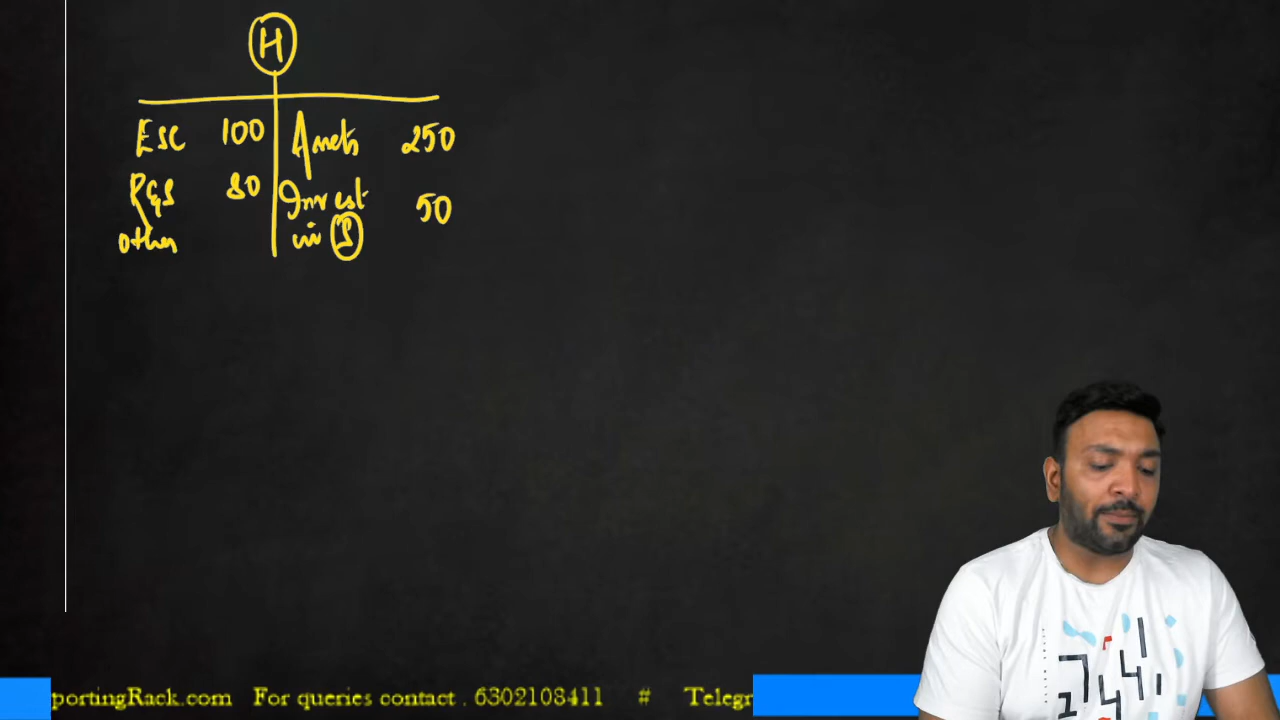 H
ESC 100 Assets 250
R&S 80 Invest 50
other in S
portingRack.com For queries contact . 6302108411 # Telegr